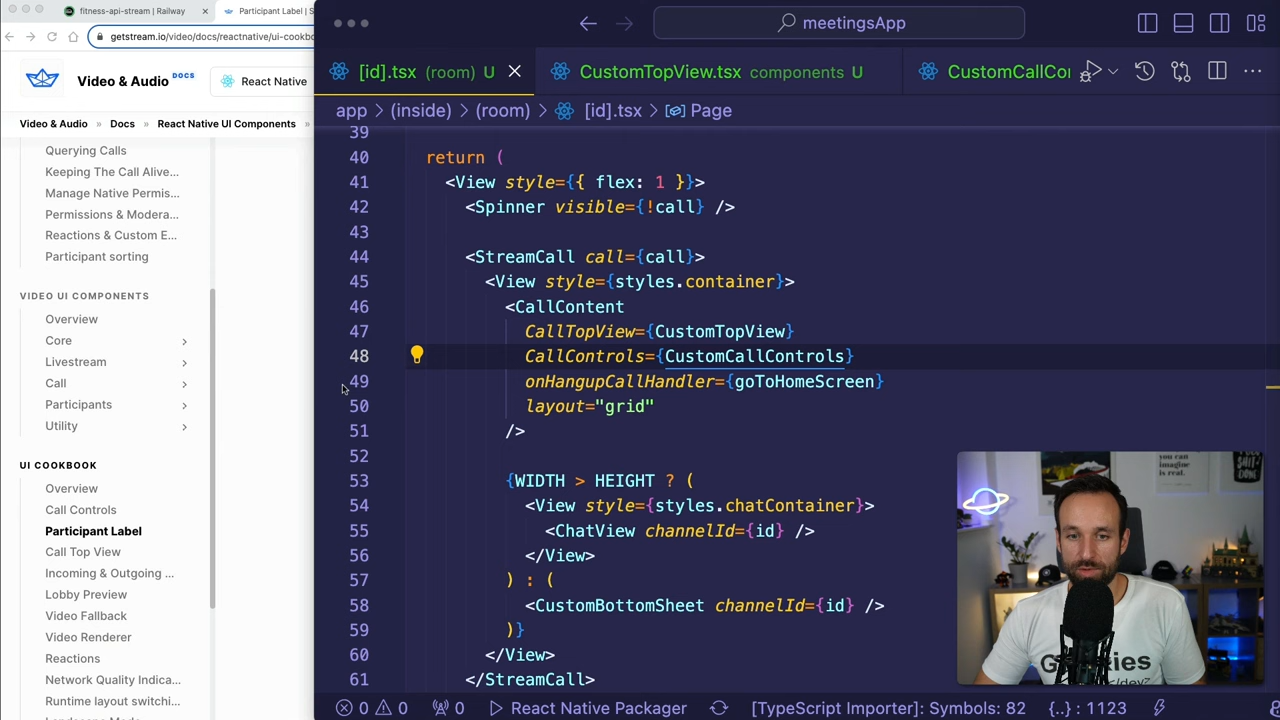 fitness-api-stream | Railway
Participant Label | S
getstream.io/video/docs/reactnative/ui-cookbo
Video & Audio DOCS
React Native
Video & Audio » Docs » React Native UI Components »
Querying Calls
Keeping The Call Alive...
Manage Native Permis...
Permissions & Modera...
Reactions & Custom E...
Participant sorting
VIDEO UI COMPONENTS
Overview
Core
Livestream
Call
Participants
Utility
UI COOKBOOK
Overview
Call Controls
Participant Label
Call Top View
Incoming & Outgoing ...
Lobby Preview
Video Fallback
Video Renderer
Reactions
Network Quality Indica...
Runtime layout switchi...
meetingsApp
[id].tsx (room) U
CustomTopView.tsx components U
CustomCallCo
app > (inside) > (room) > [id].tsx > Page
39
40 return (
41 <View style={{ flex: 1 }}>
42 <Spinner visible={!call} />
43
44 <StreamCall call={call}>
45 <View style={styles.container}>
46 <CallContent
47 CallTopView={CustomTopView}
48 CallControls={CustomCallControls}
49 onHangupCallHandler={goToHomeScreen}
50 layout="grid"
51 />
52
53 {WIDTH > HEIGHT ? (
54 <View style={styles.chatContainer}>
55 <ChatView channelId={id} />
56 </View>
57 ) : (
58 <CustomBottomSheet channelId={id} />
59 )}
60 </View>
61 </StreamCall>
0 0 0 React Native Packager [TypeScript Importer]: Symbols: 82 {..} : 1123